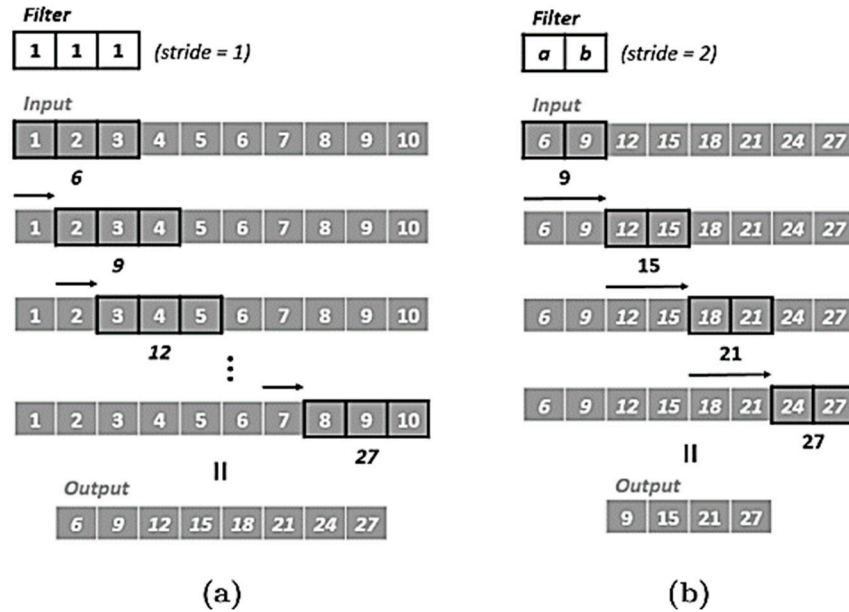 Filter
1 1 1 (stride = 1)
Input
1 2 3 4 5 6 7 8 9 10
6
1 2 3 4 5 6 7 8 9 10
9
1 2 3 4 5 6 7 8 9 10
12
⋮
1 2 3 4 5 6 7 8 9 10
27
||
Output
6 9 12 15 18 21 24 27
(a)
Filter
a b (stride = 2)
Input
6 9 12 15 18 21 24 27
9
6 9 12 15 18 21 24 27
15
6 9 12 15 18 21 24 27
21
6 9 12 15 18 21 24 27
27
||
Output
9 15 21 27
(b)